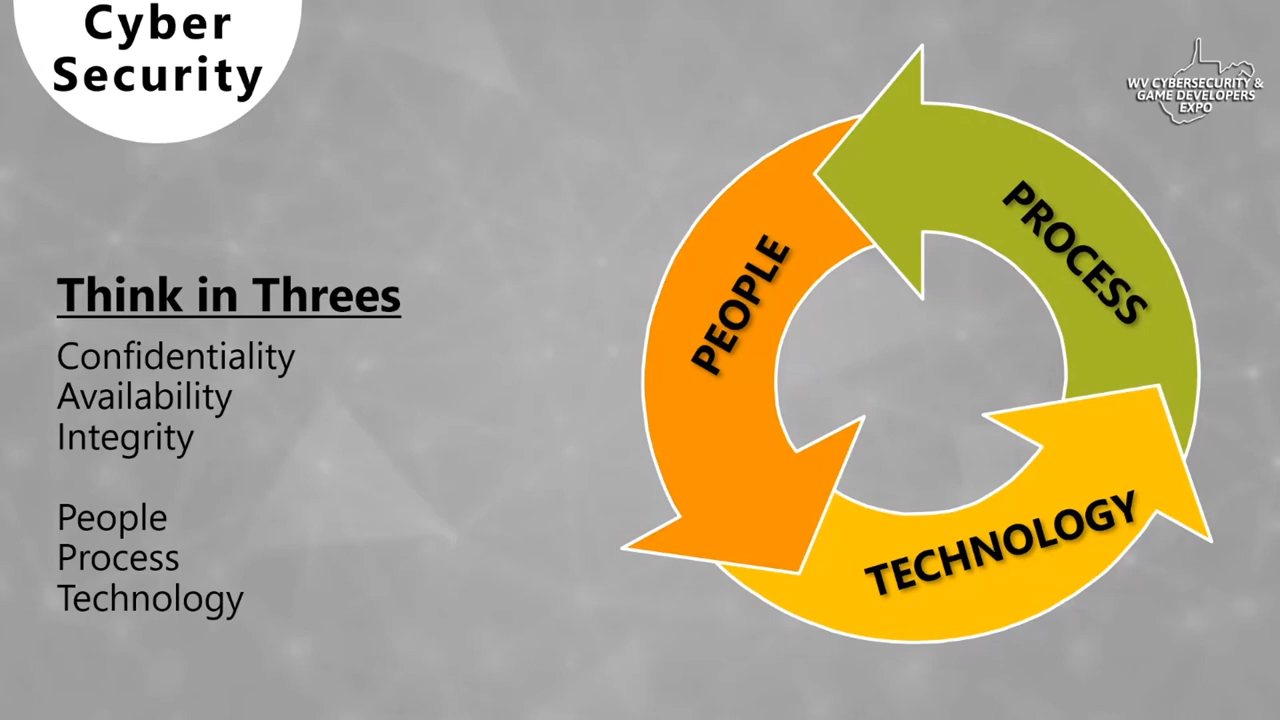 Cyber
Security
WV CYBERSECURITY &
GAME DEVELOPERS
EXPO
Think in Threes
Confidentiality
Availability
Integrity
People
Process
Technology
PEOPLE
PROCESS
TECHNOLOGY